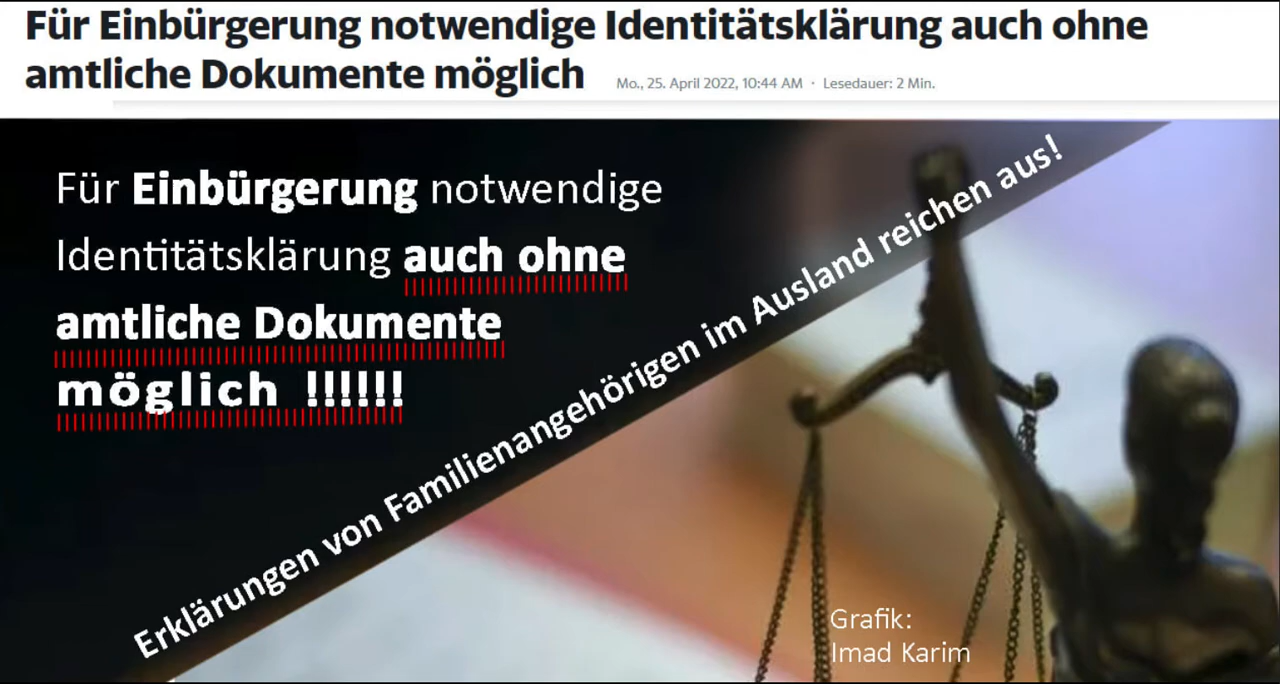 Für Einbürgerung notwendige Identitätsklärung auch ohne
amtliche Dokumente möglich Mo., 25. April 2022, 10:44 AM · Lesedauer: 2 Min.
Für Einbürgerung notwendige
Identitätsklärung auch ohne
amtliche Dokumente
möglich !!!!!!
Erklärungen von Familienangehörigen im Ausland reichen aus!
Grafik:
Imad Karim